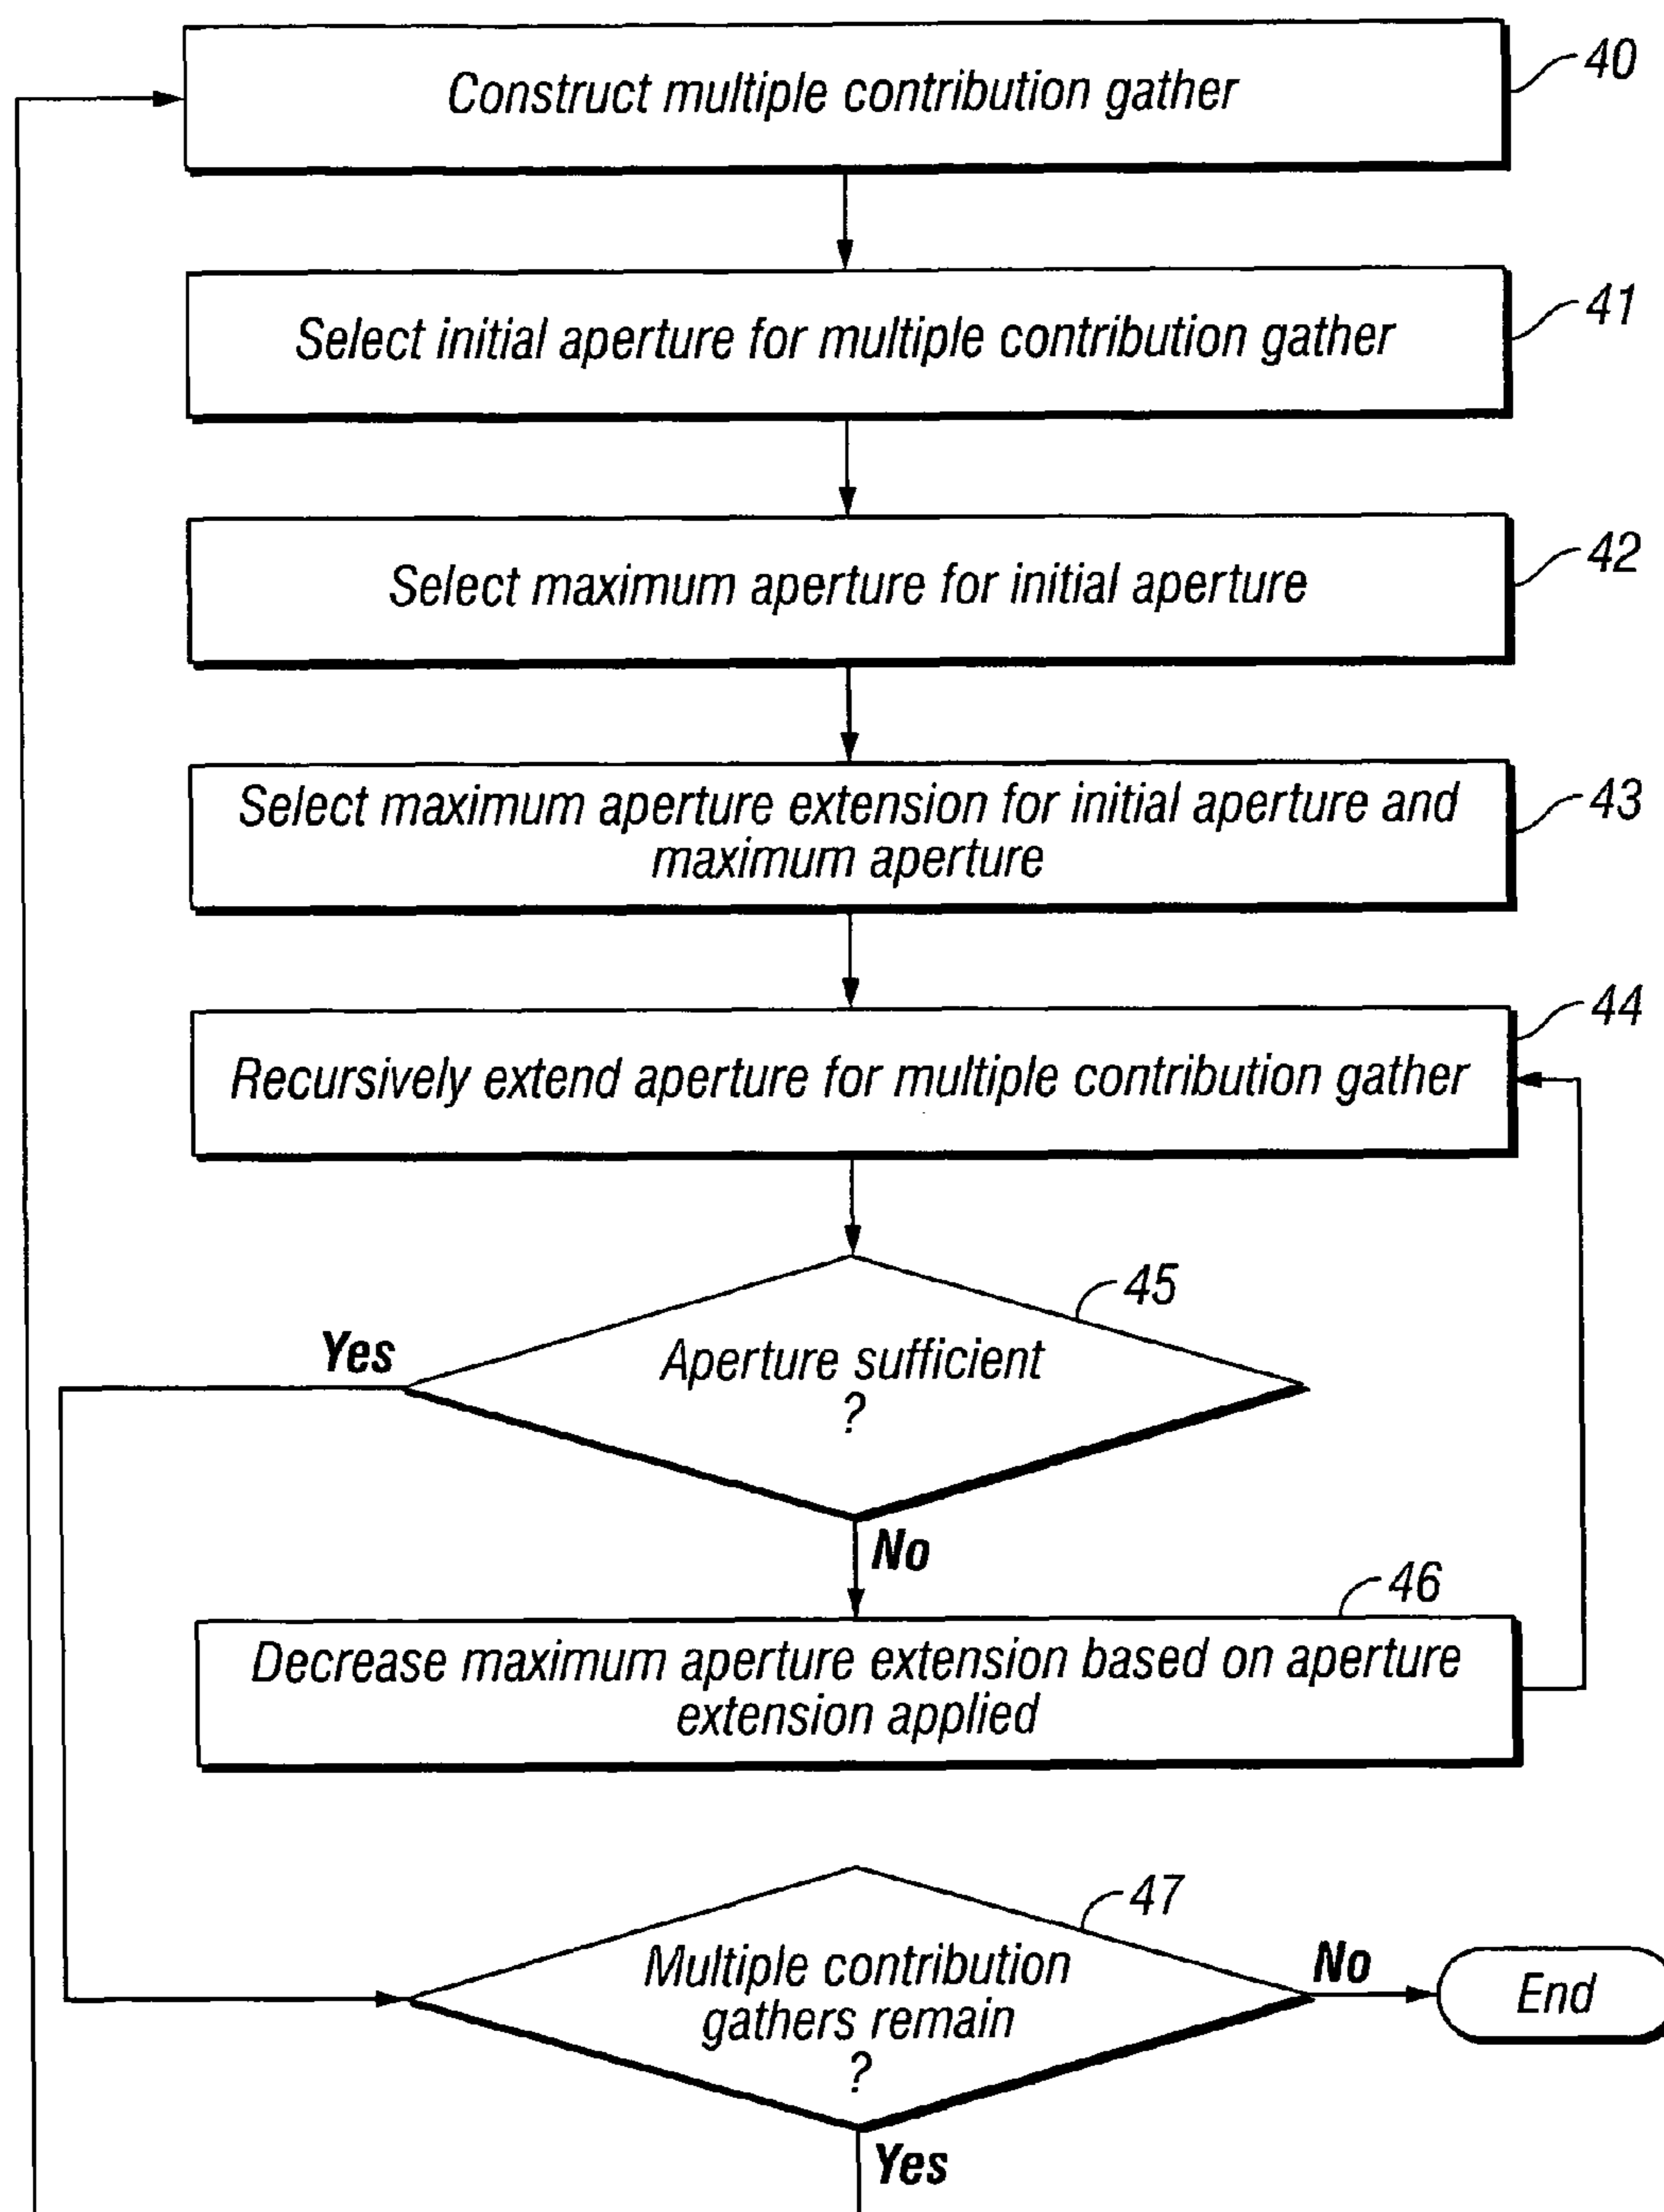 Construct multiple contribution gather
40
Select initial aperture for multiple contribution gather
41
Select maximum aperture for initial aperture
42
Select maximum aperture extension for initial aperture and
maximum aperture
43
44
Recursively extend aperture for multiple contribution gather
45
Yes
Aperture sufficient
?
No
46
Decrease maximum aperture extension based on aperture
extension applied
47
Multiple contribution
gathers remain
?
No
End
Yes